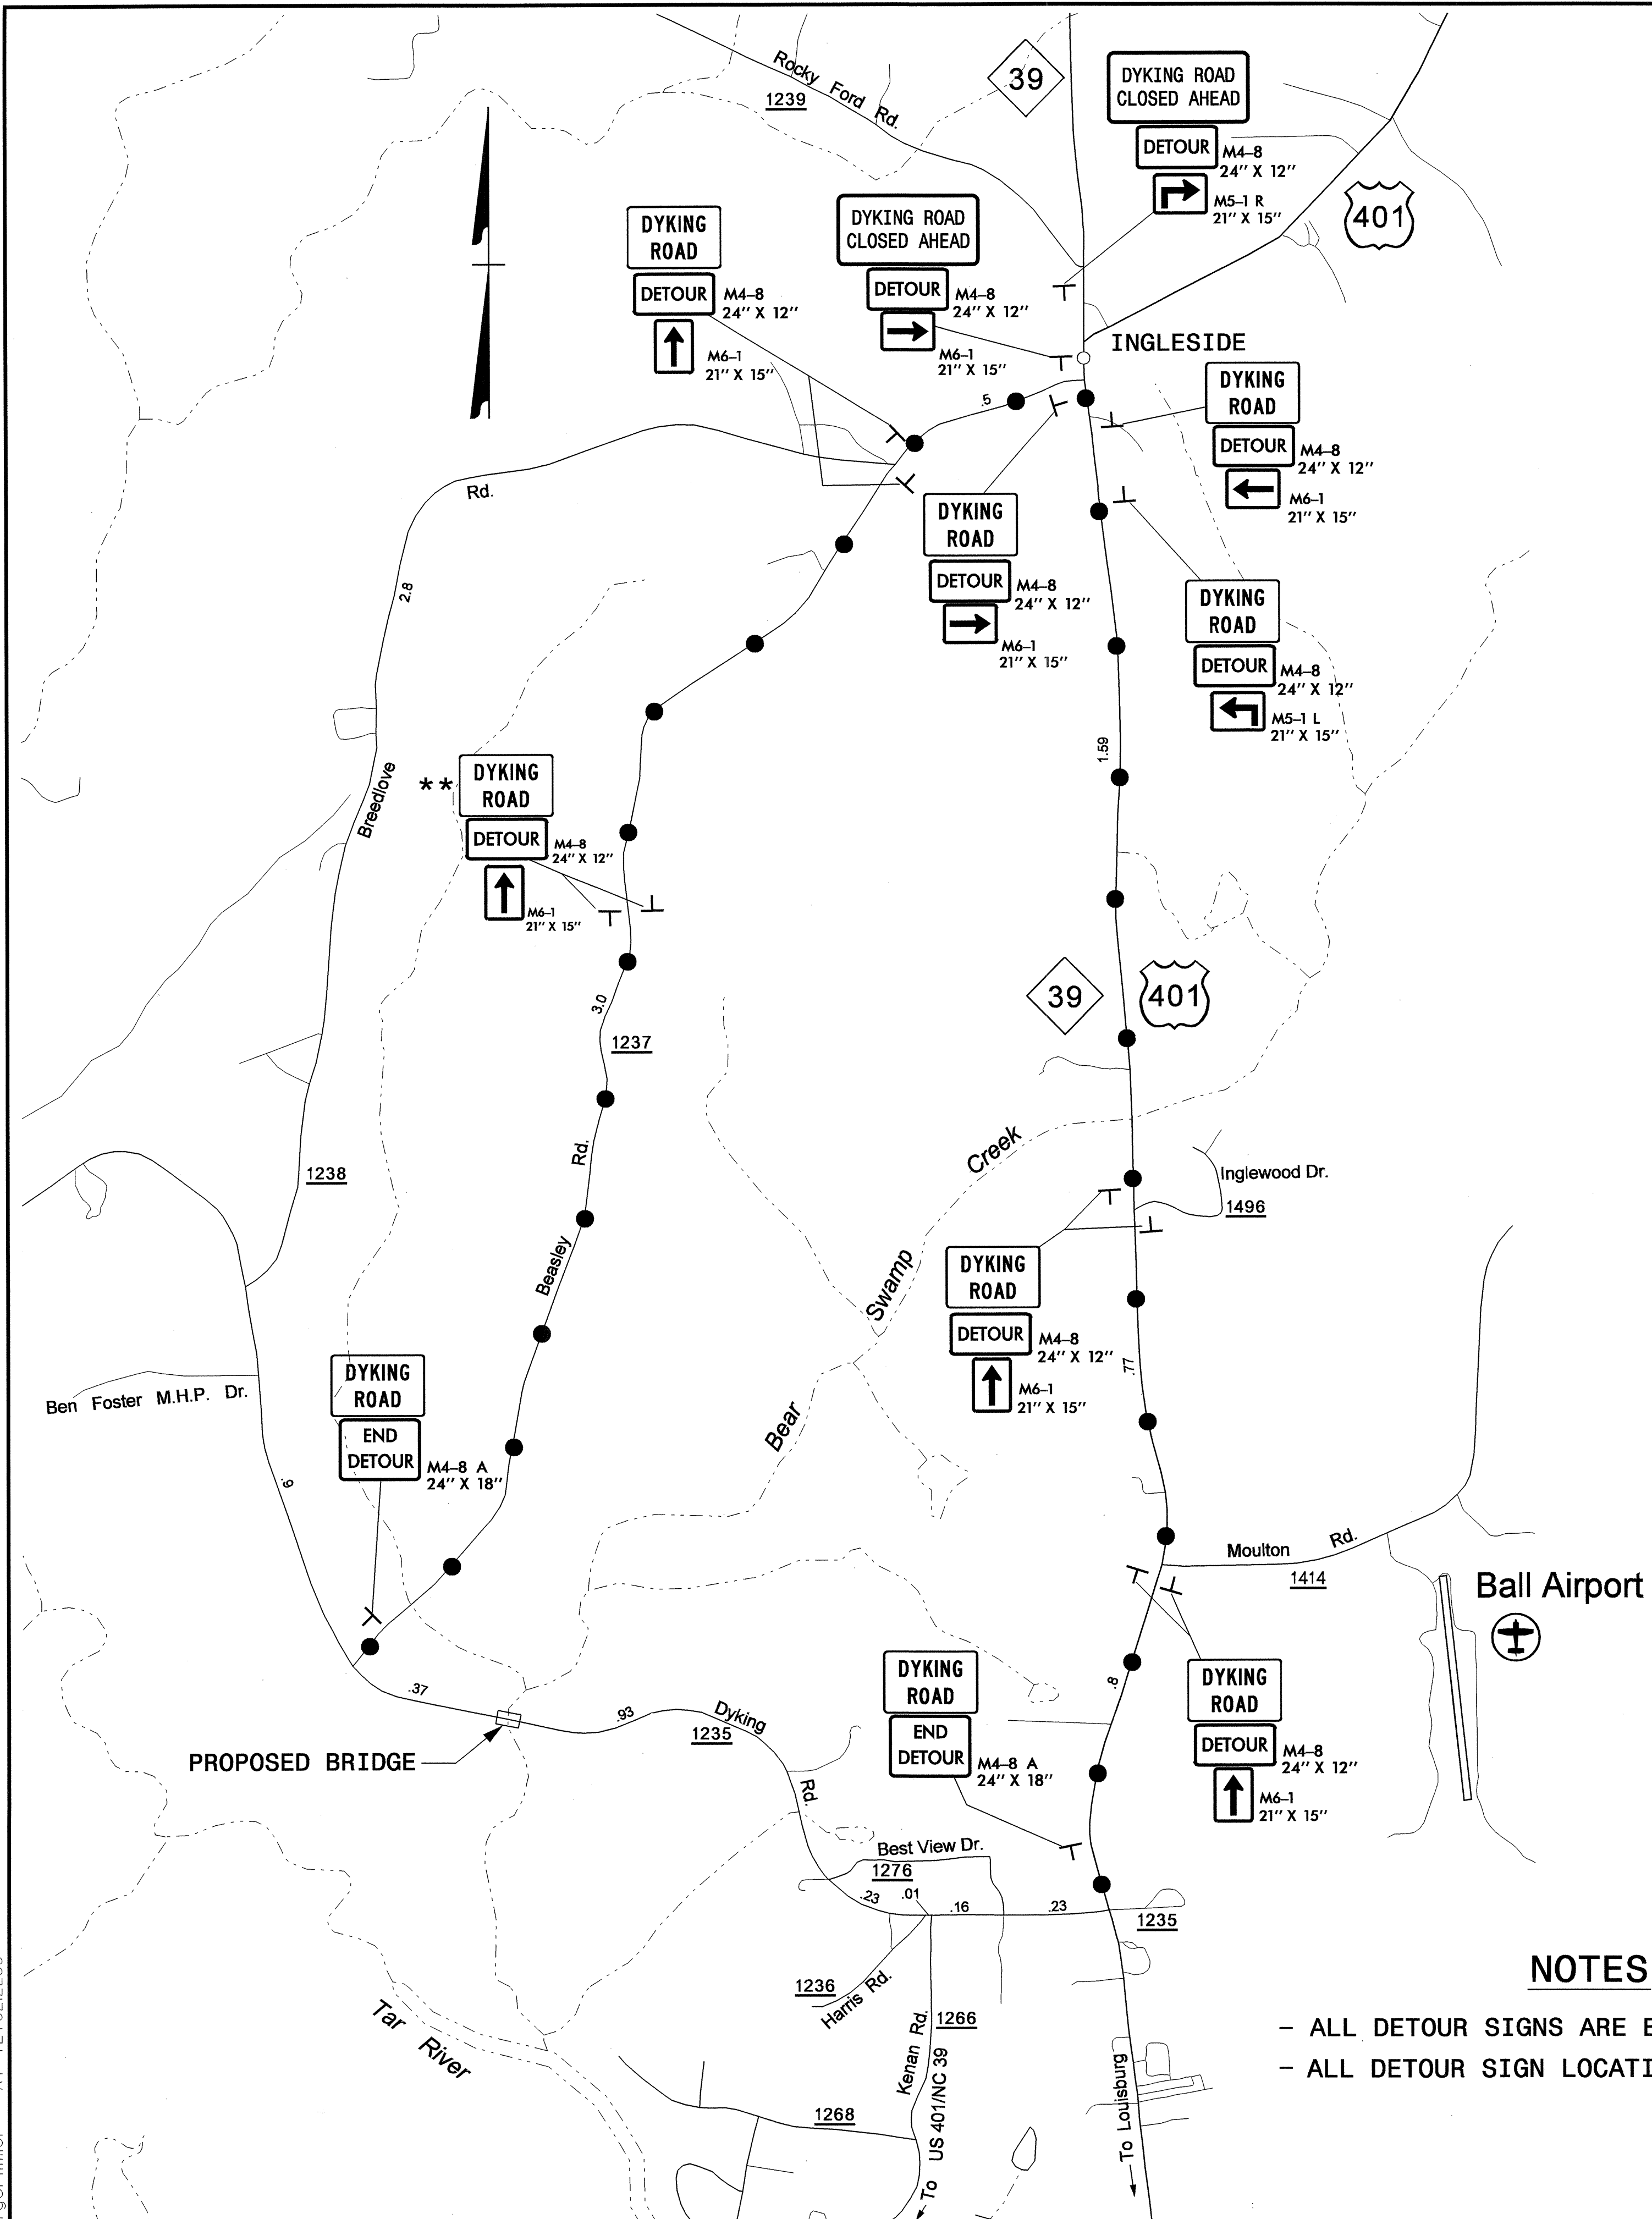 Rocky Ford Rd.
1239
39
DYKING ROAD
CLOSED AHEAD
DETOUR
M4-8
24" X 12"
M5-1 R
21" X 15"
401
DYKING
ROAD
DETOUR
M4-8
24" X 12"
M6-1
21" X 15"
DYKING ROAD
CLOSED AHEAD
DETOUR
M4-8
24" X 12"
M6-1
21" X 15"
INGLESIDE
.5
DYKING
ROAD
DETOUR
M4-8
24" X 12"
M6-1
21" X 15"
Rd.
2.8
Breedlove
DYKING
ROAD
DETOUR
M4-8
24" X 12"
M6-1
21" X 15"
DYKING
ROAD
DETOUR
M4-8
24" X 12"
M5-1 L
21" X 15"
1.59
**
DYKING
ROAD
DETOUR
M4-8
24" X 12"
M6-1
21" X 15"
3.0
1237
39
401
Rd.
Beasley
1238
Creek
Swamp
Bear
Inglewood Dr.
1496
DYKING
ROAD
DETOUR
M4-8
24" X 12"
M6-1
21" X 15"
.77
Ben Foster M.H.P. Dr.
DYKING
ROAD
END
DETOUR
M4-8 A
24" X 18"
.9
Moulton Rd.
1414
Ball Airport
.37
PROPOSED BRIDGE
.93
Dyking
1235
Rd.
DYKING
ROAD
END
DETOUR
M4-8 A
24" X 18"
.8
DYKING
ROAD
DETOUR
M4-8
24" X 12"
M6-1
21" X 15"
Best View Dr.
1276
.23
.01
.16
.23
1235
1236
Harris Rd.
1266
Kenan Rd.
To US 401/NC 39
To Louisburg
1268
Tar River
NOTES
- ALL DETOUR SIGNS ARE
- ALL DETOUR SIGN